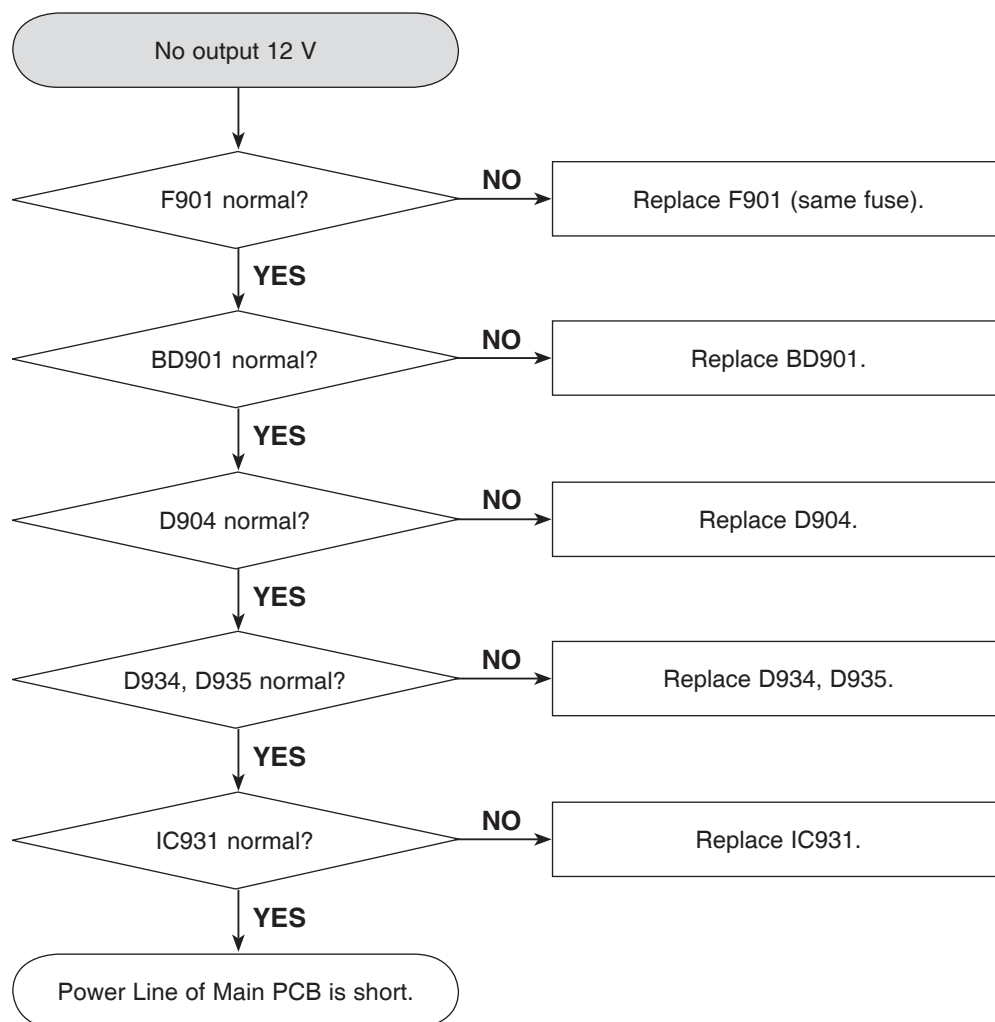 No output 12 V
F901 normal?
NO
Replace F901 (same fuse).
YES
BD901 normal?
NO
Replace BD901.
YES
D904 normal?
NO
Replace D904.
YES
D934, D935 normal?
NO
Replace D934, D935.
YES
IC931 normal?
NO
Replace IC931.
YES
Power Line of Main PCB is short.